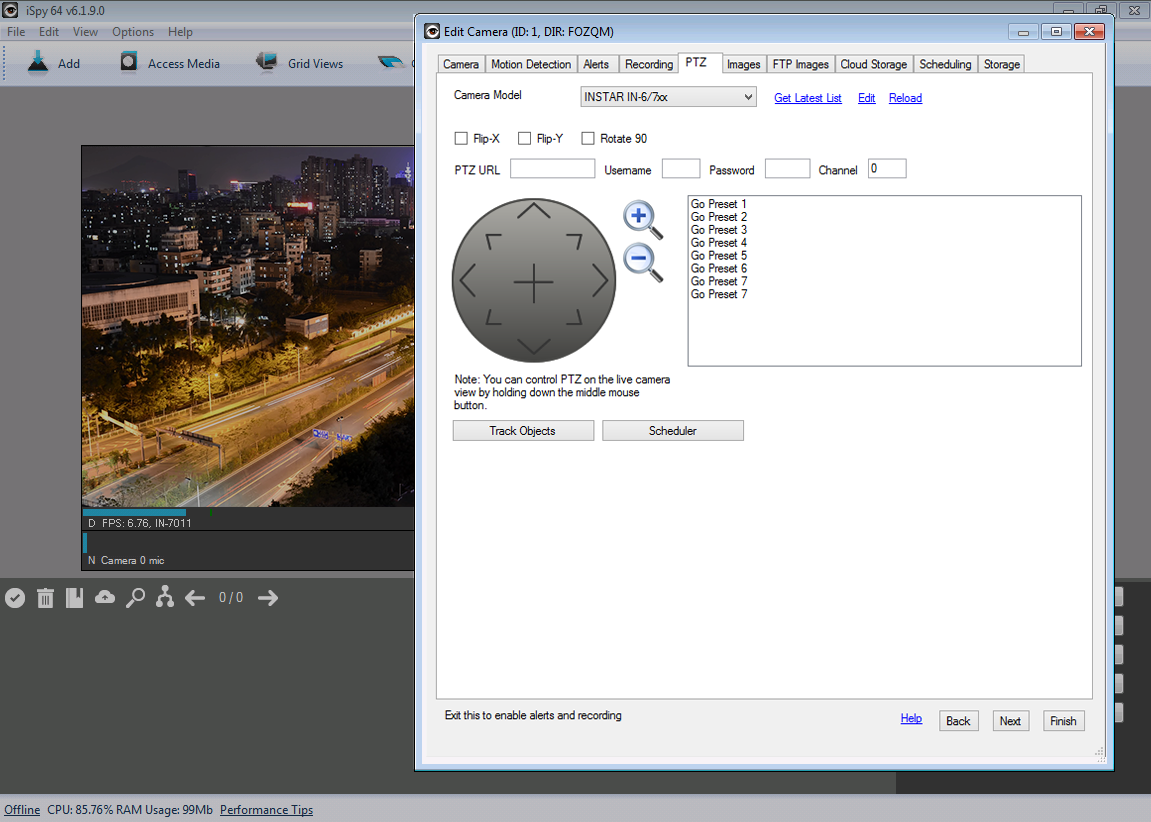 iSpy 64 v6.1.9.0
File Edit View Options Help
Add Access Media Grid Views
Edit Camera (ID: 1, DIR: FOZQM)
Camera Motion Detection Alerts Recording PTZ Images FTP Images Cloud Storage Scheduling Storage
Camera Model INSTAR IN-6/7xx Get Latest List Edit Reload
Flip-X Flip-Y Rotate 90
PTZ URL Username Password Channel 0
Go Preset 1
Go Preset 2
Go Preset 3
Go Preset 4
Go Preset 5
Go Preset 6
Go Preset 7
Go Preset 7
Note: You can control PTZ on the live camera
view by holding down the middle mouse
button.
Track Objects Scheduler
D FPS: 6.76, IN-7011
N Camera 0 mic
0 / 0
Exit this to enable alerts and recording
Help Back Next Finish
Offline CPU: 85.76% RAM Usage: 99Mb Performance Tips